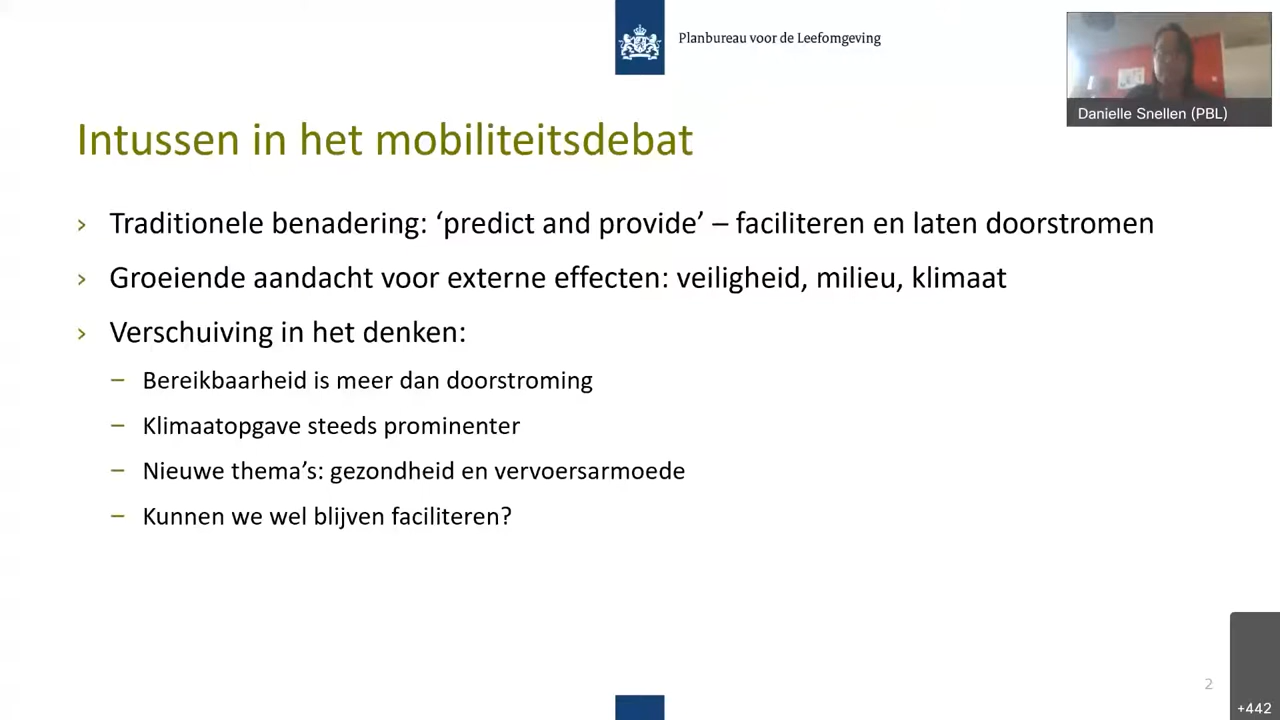 Planbureau voor de Leefomgeving
Danielle Snellen (PBL)
Intussen in het mobiliteitsdebat
› Traditionele benadering: ‘predict and provide’ – faciliteren en laten doorstromen
› Groeiende aandacht voor externe effecten: veiligheid, milieu, klimaat
› Verschuiving in het denken:
– Bereikbaarheid is meer dan doorstroming
– Klimaatopgave steeds prominenter
– Nieuwe thema’s: gezondheid en vervoersarmoede
– Kunnen we wel blijven faciliteren?
2
+442